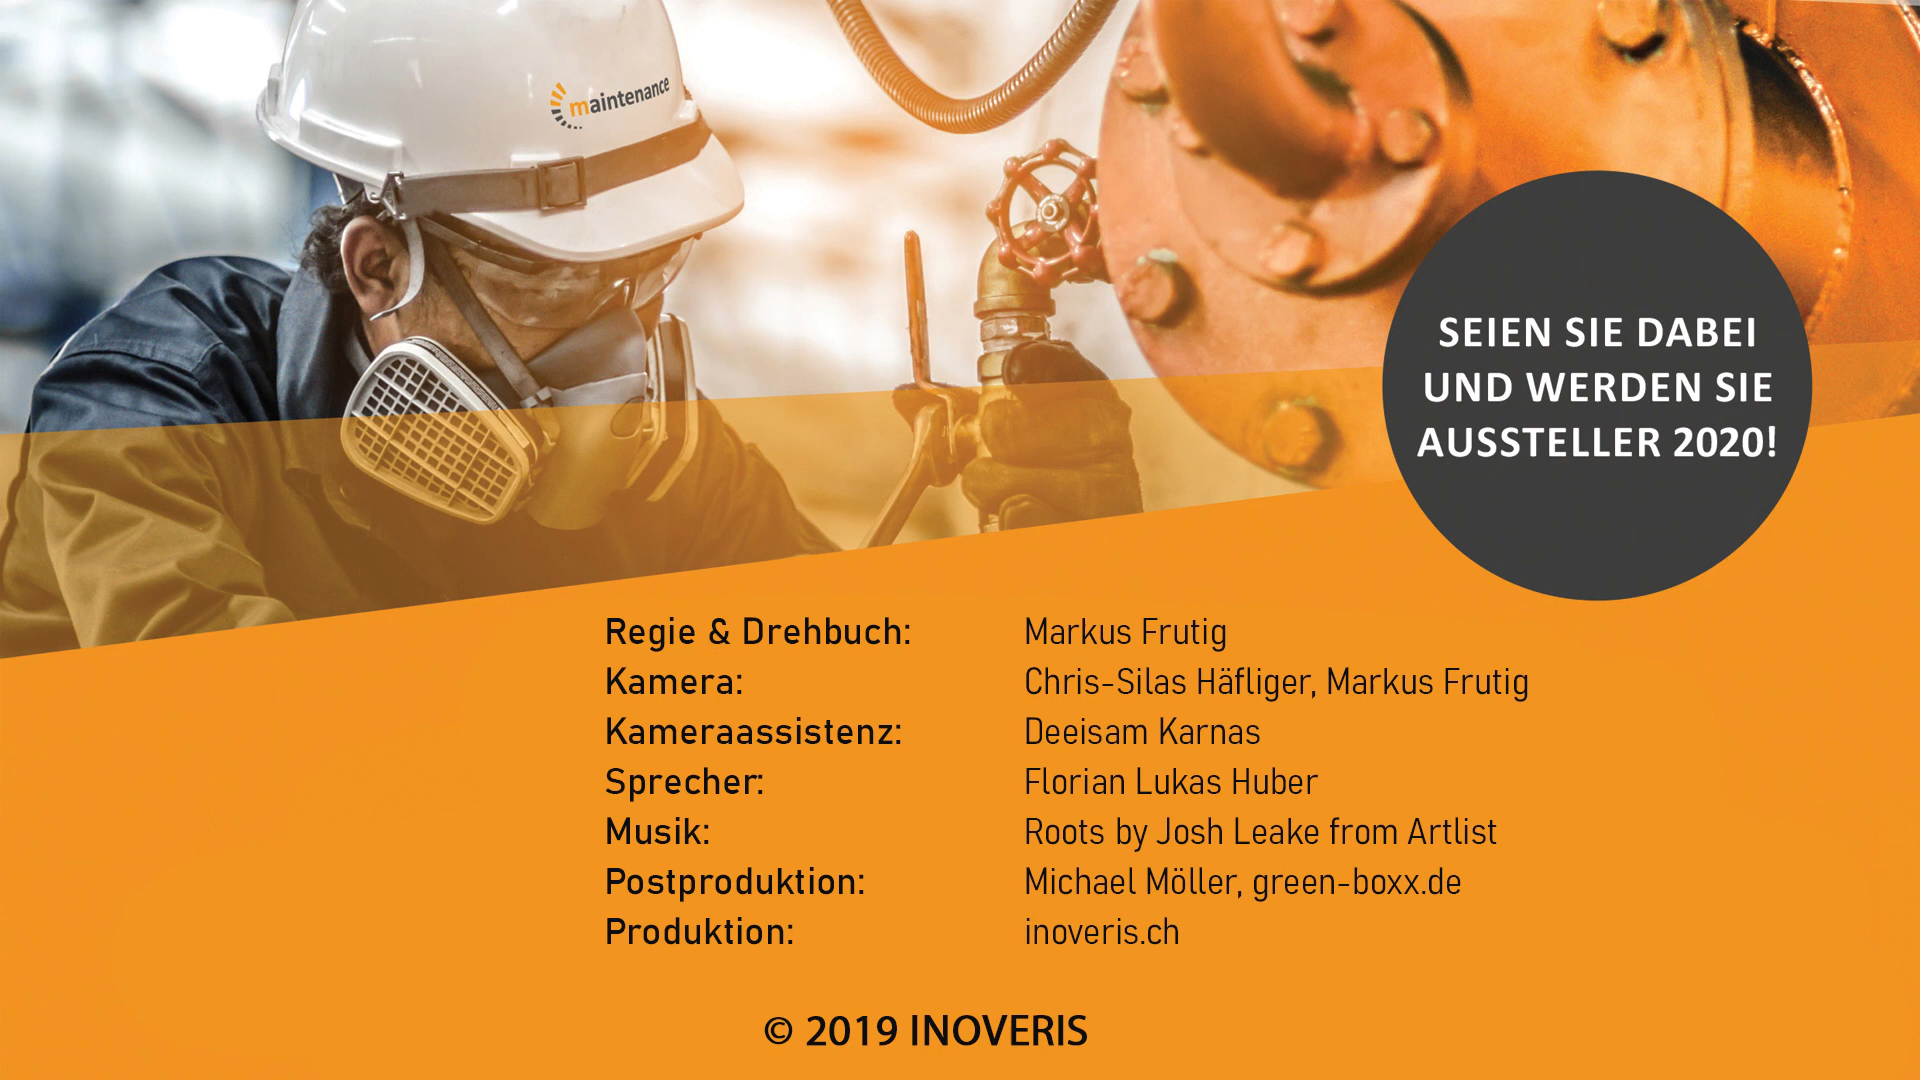 maintenance
SEIEN SIE DABEI
UND WERDEN SIE
AUSSTELLER 2020!
Regie & Drehbuch: Markus Frutig
Kamera: Chris-Silas Häfliger, Markus Frutig
Kameraassistenz: Deeisam Karnas
Sprecher: Florian Lukas Huber
Musik: Roots by Josh Leake from Artlist
Postproduktion: Michael Möller, green-boxx.de
Produktion: inoveris.ch
© 2019 INOVERIS